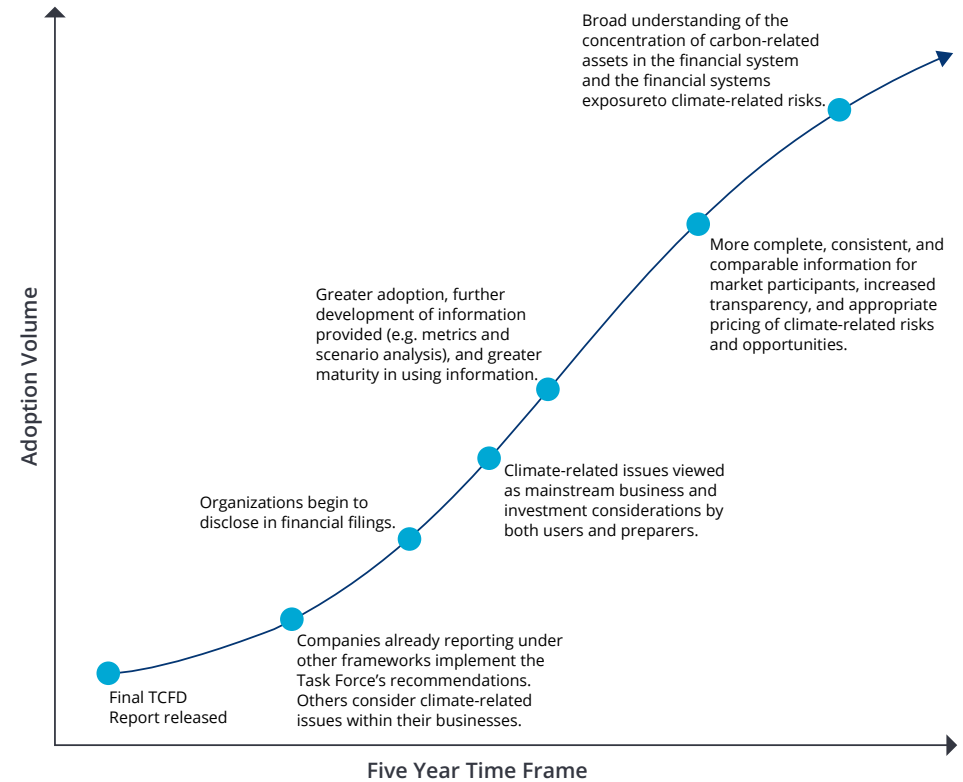 Broad understanding of the
concentration of carbon-related
assets in the financial system
and the financial systems
exposureto climate-related risks.
More complete, consistent, and
comparable information for
market participants, increased
transparency, and appropriate
pricing of climate-related risks
and opportunities.
Greater adoption, further
development of information
provided (e.g. metrics and
scenario analysis), and greater
maturity in using information.
Climate-related issues viewed
as mainstream business and
investment considerations by
both users and preparers.
Organizations begin to
disclose in financial filings.
Companies already reporting under
other frameworks implement the
Task Force’s recommendations.
Others consider climate-related
issues within their businesses.
Final TCFD
Report released
Adoption Volume
Five Year Time Frame